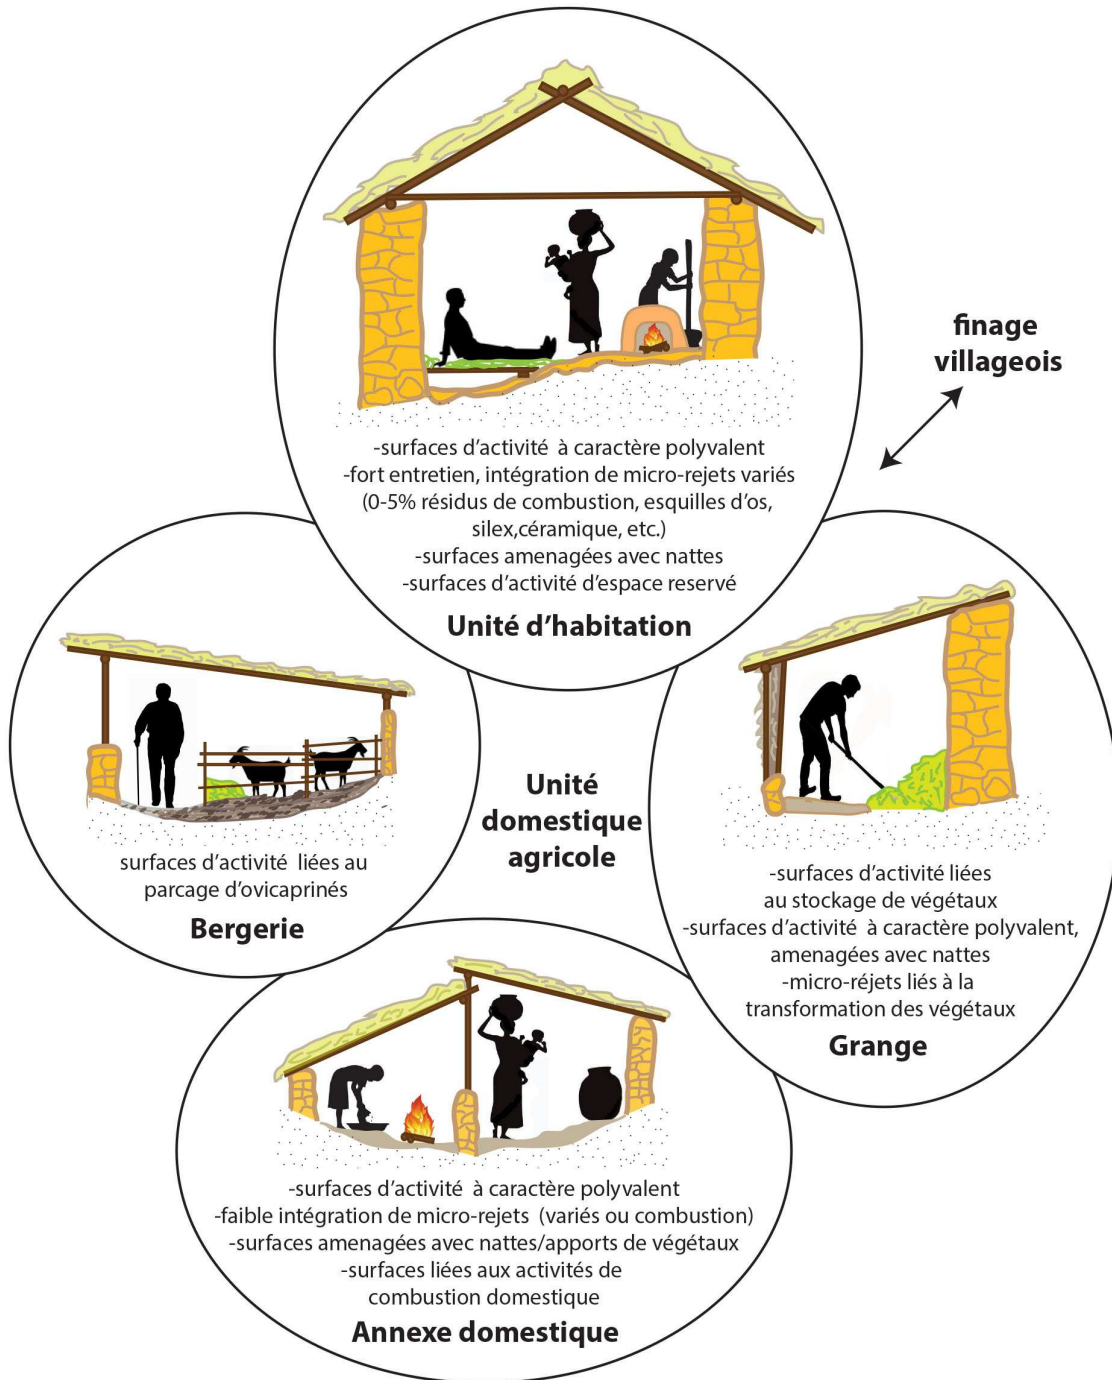 finage
villageois
-surfaces d'activité à caractère polyvalent
-fort entretien, intégration de micro-rejets variés
(0-5% résidus de combustion, esquilles d'os,
silex,céramique, etc.)
-surfaces amenagées avec nattes
-surfaces d'activité d'espace reservé
Unité d'habitation
surfaces d'activité liées au
parcage d'ovicaprinés
Bergerie
Unité
domestique
agricole
-surfaces d'activité liées
au stockage de végétaux
-surfaces d'activité à caractère polyvalent,
amenagées avec nattes
-micro-réjets liés à la
transformation des végétaux
Grange
-surfaces d'activité à caractère polyvalent
-faible intégration de micro-rejets (variés ou combustion)
-surfaces amenagées avec nattes/apports de végétaux
-surfaces liées aux activités de
combustion domestique
Annexe domestique